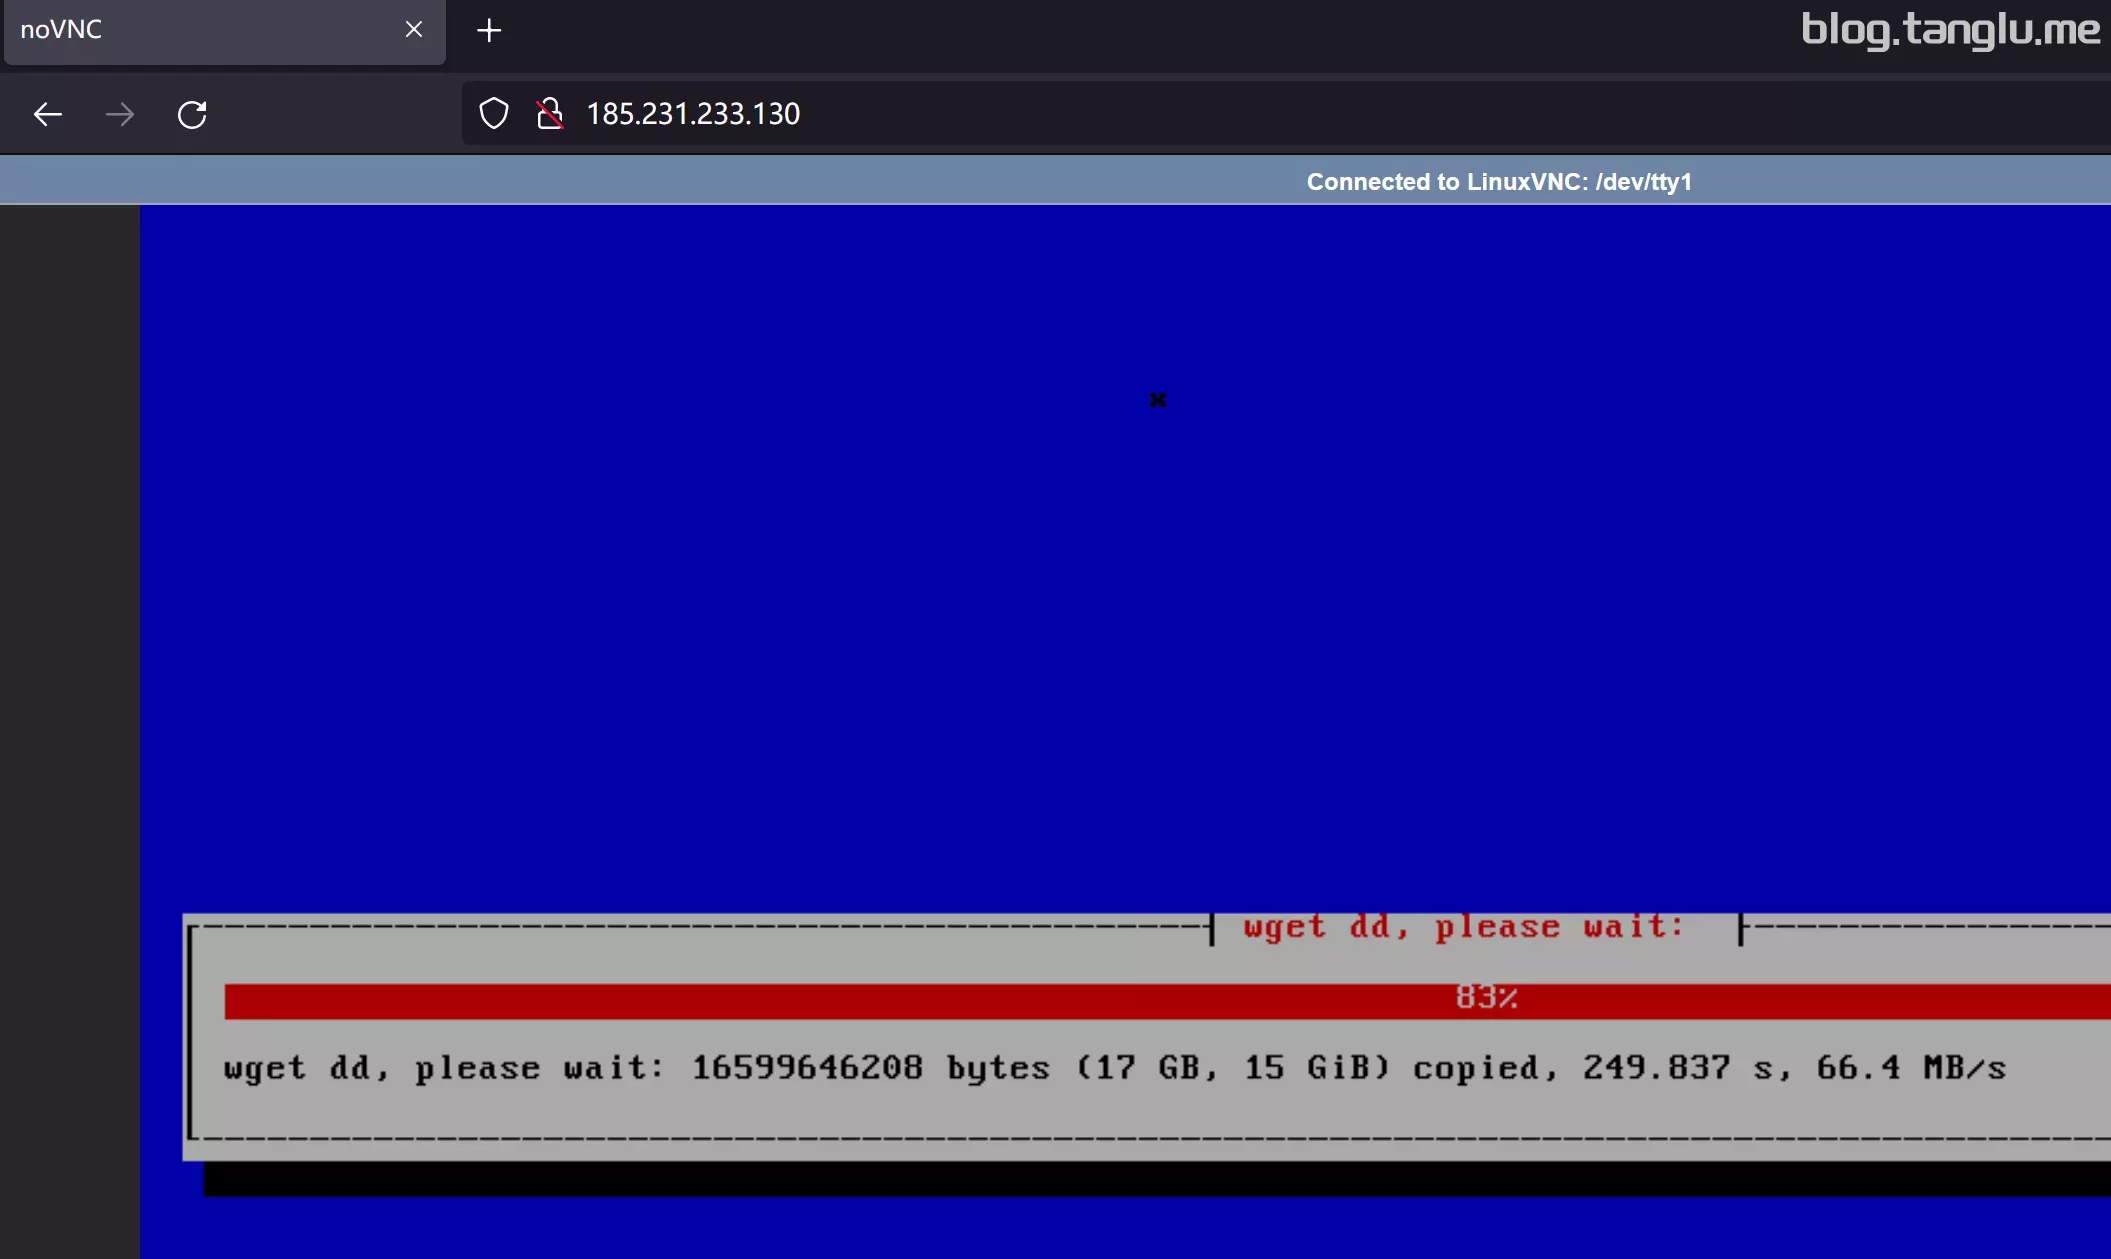 noVNC
blog.tanglu.me
185.231.233.130
Connected to LinuxVNC: /dev/tty1
wget dd, please wait:
83%
wget dd, please wait: 16599646208 bytes (17 GB, 15 GiB) copied, 249.837 s, 66.4 MB/s